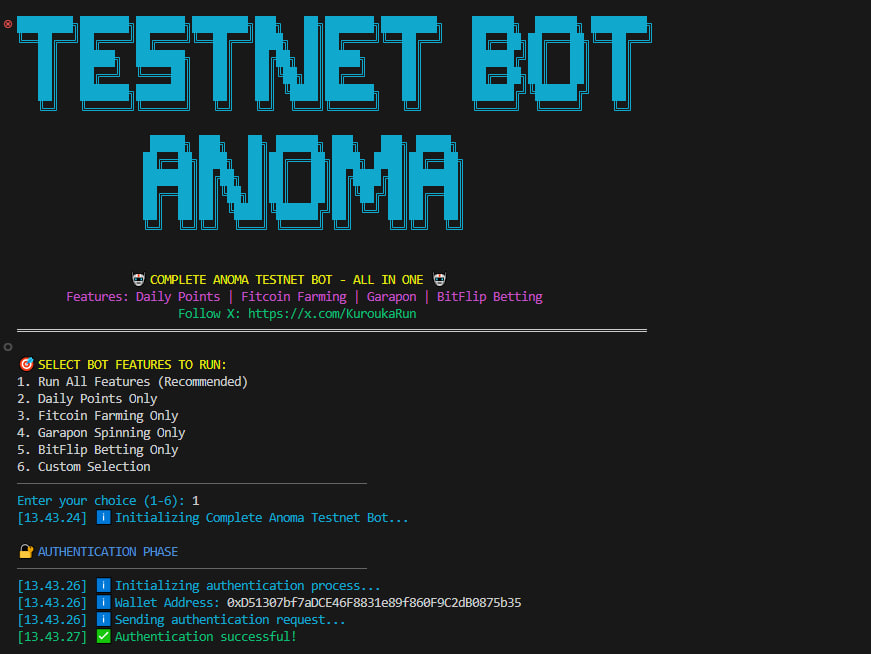 TESTNET BOT
ANOMA
🤖 COMPLETE ANOMA TESTNET BOT - ALL IN ONE 🤖
Features: Daily Points | Fitcoin Farming | Garapon | BitFlip Betting
Follow X: https://x.com/KuroukaRun
🎯 SELECT BOT FEATURES TO RUN:
1. Run All Features (Recommended)
2. Daily Points Only
3. Fitcoin Farming Only
4. Garapon Spinning Only
5. BitFlip Betting Only
6. Custom Selection
Enter your choice (1-6): 1
[13.43.24] ℹ️ Initializing Complete Anoma Testnet Bot...
🔐 AUTHENTICATION PHASE
[13.43.26] ℹ️ Initializing authentication process...
[13.43.26] ℹ️ Wallet Address: 0xD51307bf7aDCE46F8831e89f860F9C2dB0875b35
[13.43.26] ℹ️ Sending authentication request...
[13.43.27] ✅ Authentication successful!